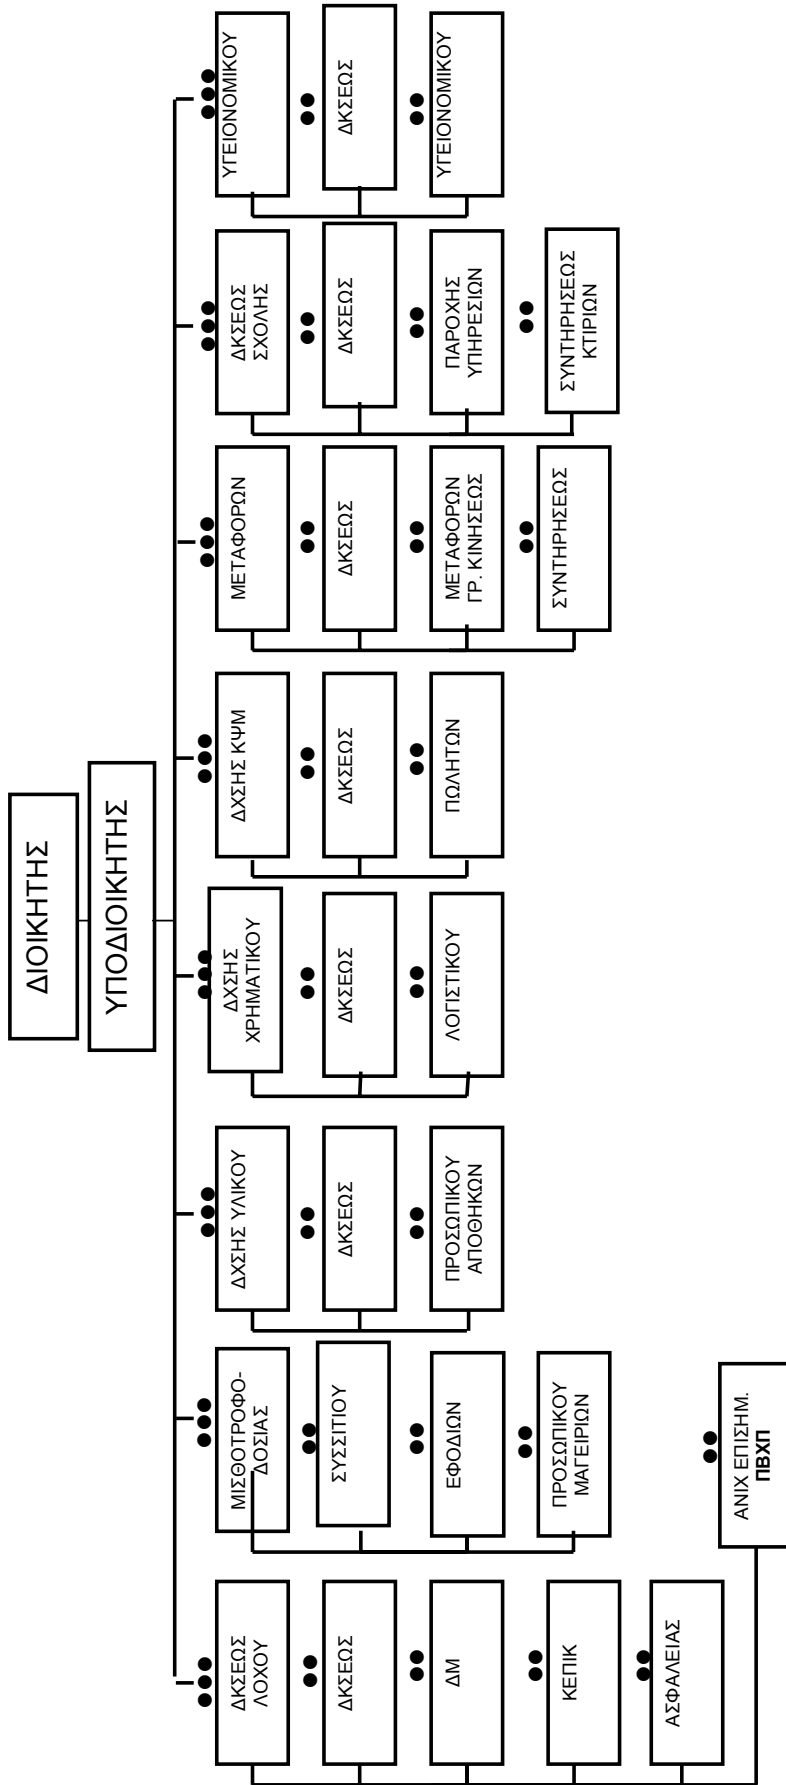 ΔΙΟΙΚΗΤΗΣ
ΥΠΟΔΙΟΙΚΗΤΗΣ
ΔΚΣΕΩΣ
ΛΟΧΟΥ
ΔΚΣΕΩΣ
ΔΜ
ΚΕΠΙΚ
ΑΣΦΑΛΕΙΑΣ
ΑΝΙΧ ΕΠΙΣΗΜ.
ΠΒΧΠ
ΜΙΣΘΟΤΡΟΦΟ-
ΔΟΣΙΑΣ
ΣΥΣΣΙΤΙΟΥ
ΕΦΟΔΙΩΝ
ΠΡΟΣΩΠΙΚΟΥ
ΜΑΓΕΙΡΙΩΝ
ΔΧΣΗΣ ΥΛΙΚΟΥ
ΔΚΣΕΩΣ
ΠΡΟΣΩΠΙΚΟΥ
ΑΠΟΘΗΚΩΝ
ΔΧΣΗΣ
ΧΡΗΜΑΤΙΚΟΥ
ΔΚΣΕΩΣ
ΛΟΓΙΣΤΙΚΟΥ
ΔΧΣΗΣ ΚΨΜ
ΔΚΣΕΩΣ
ΠΩΛΗΤΩΝ
ΜΕΤΑΦΟΡΩΝ
ΔΚΣΕΩΣ
ΜΕΤΑΦΟΡΩΝ
ΓΡ. ΚΙΝΗΣΕΩΣ
ΣΥΝΤΗΡΗΣΕΩΣ
ΔΚΣΕΩΣ
ΣΧΟΛΗΣ
ΔΚΣΕΩΣ
ΠΑΡΟΧΗΣ
ΥΠΗΡΕΣΙΩΝ
ΣΥΝΤΗΡΗΣΕΩΣ
ΚΤΙΡΙΩΝ
ΥΓΕΙΟΝΟΜΙΚΟΥ
ΔΚΣΕΩΣ
ΥΓΕΙΟΝΟΜΙΚΟΥ